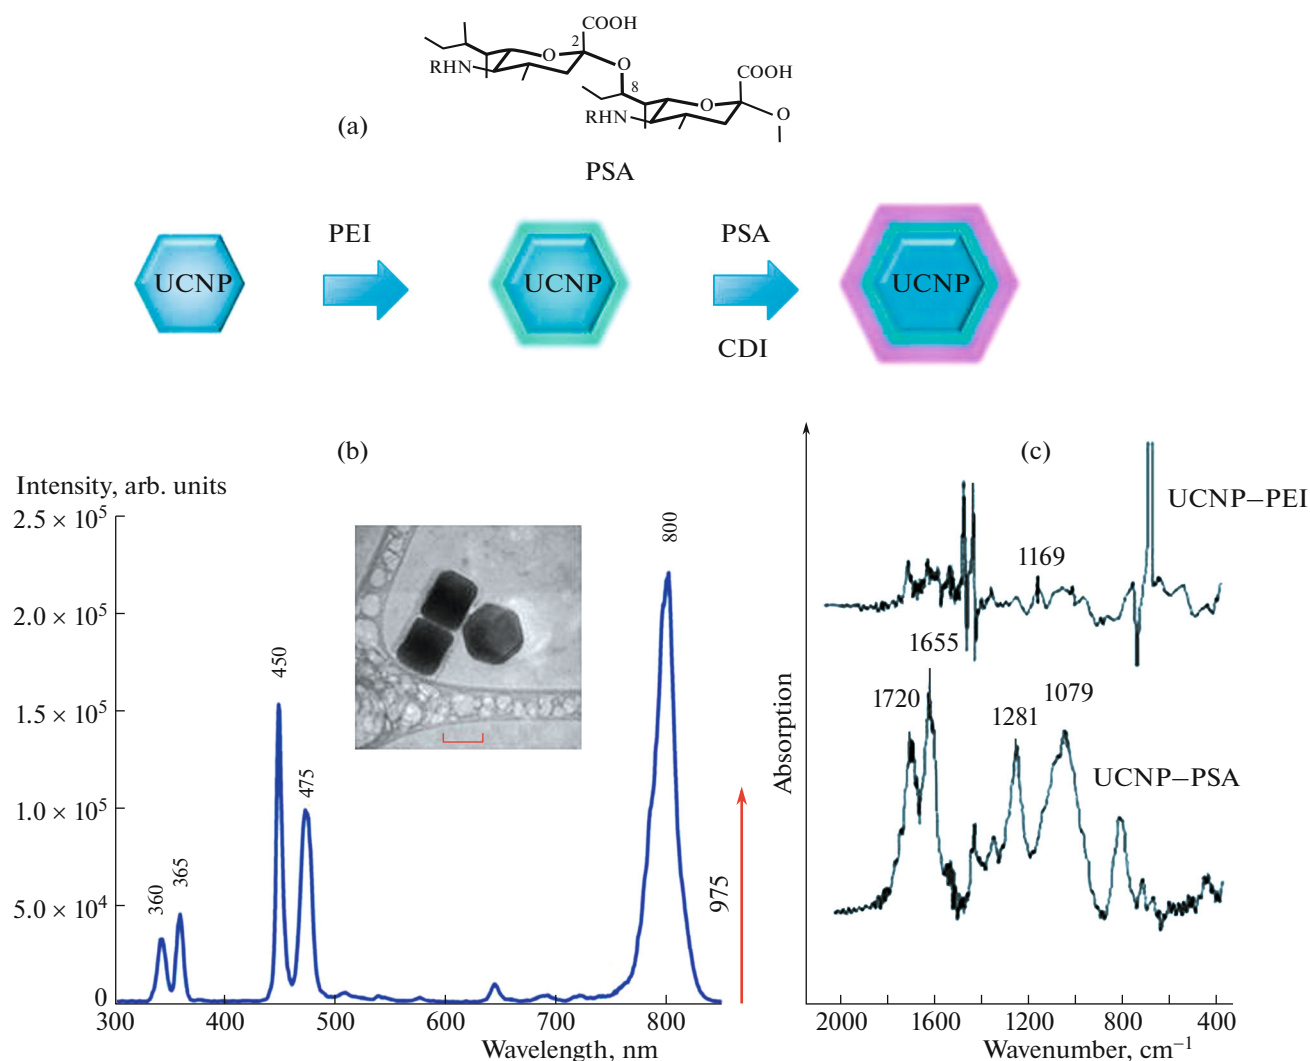 COOH
2
O
O
RHN
8
COOH
O
RHN
O
(a)
PSA
PEI
PSA
UCNP
UCNP
UCNP
CDI
(b)
(c)
Intensity, arb. units
2.5 × 10⁵
2.0 × 10⁵
1.5 × 10⁵
1.0 × 10⁵
5.0 × 10⁴
0
300
400
500
600
700
800
Wavelength, nm
360
365
450
475
800
975
Absorption
UCNP–PEI
1169
1655
1720
1281
1079
UCNP–PSA
2000
1600
1200
800
400
Wavenumber, cm⁻¹